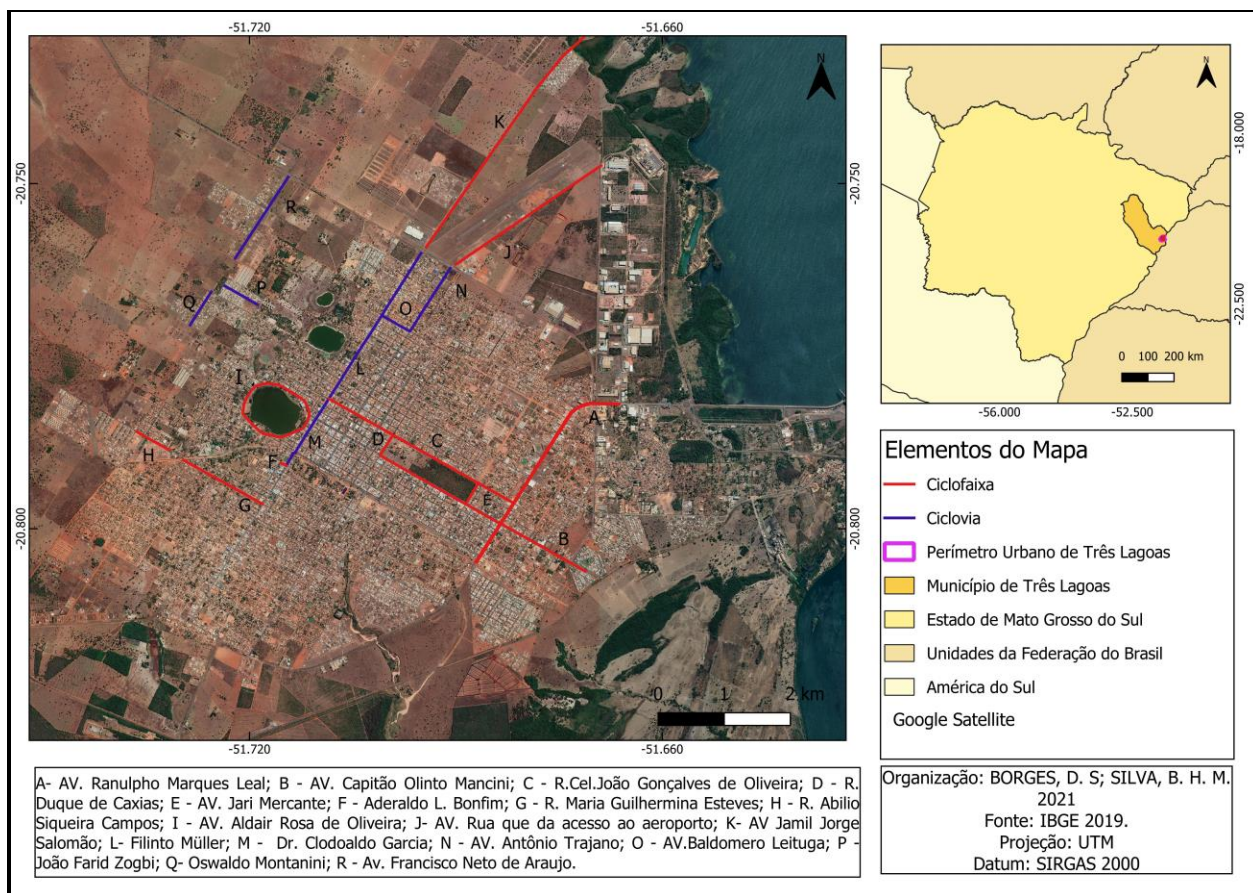 -51.720
-51.660
N
-20.750
-20.800
K
J
R
P
Q
O
N
L
I
M
D
C
A
F
H
G
E
B
0 1 2 km
-51.720
-51.660
N
-18.000
-22.500
0 100 200 km
-56.000
-52.500
Elementos do Mapa
Ciclofaixa
Ciclovia
Perímetro Urbano de Três Lagoas
Município de Três Lagoas
Estado de Mato Grosso do Sul
Unidades da Federação do Brasil
América do Sul
Google Satellite
A- AV. Ranulpho Marques Leal; B - AV. Capitão Olinto Mancini; C - R.Cel.João Gonçalves de Oliveira; D - R.
Duque de Caxias; E - AV. Jari Mercante; F - Aderaldo L. Bonfim; G - R. Maria Guilhermina Esteves; H - R. Abilio
Siqueira Campos; I - AV. Aldair Rosa de Oliveira; J- AV. Rua que da acesso ao aeroporto; K- AV Jamil Jorge
Salomão; L- Filinto Müller; M - Dr. Clodoaldo Garcia; N - AV. Antônio Trajano; O - AV.Baldomero Leituga; P -
João Farid Zogbi; Q- Oswaldo Montanini; R - Av. Francisco Neto de Araujo.
Organização: BORGES, D. S; SILVA, B. H. M.
2021
Fonte: IBGE 2019.
Projeção: UTM
Datum: SIRGAS 2000